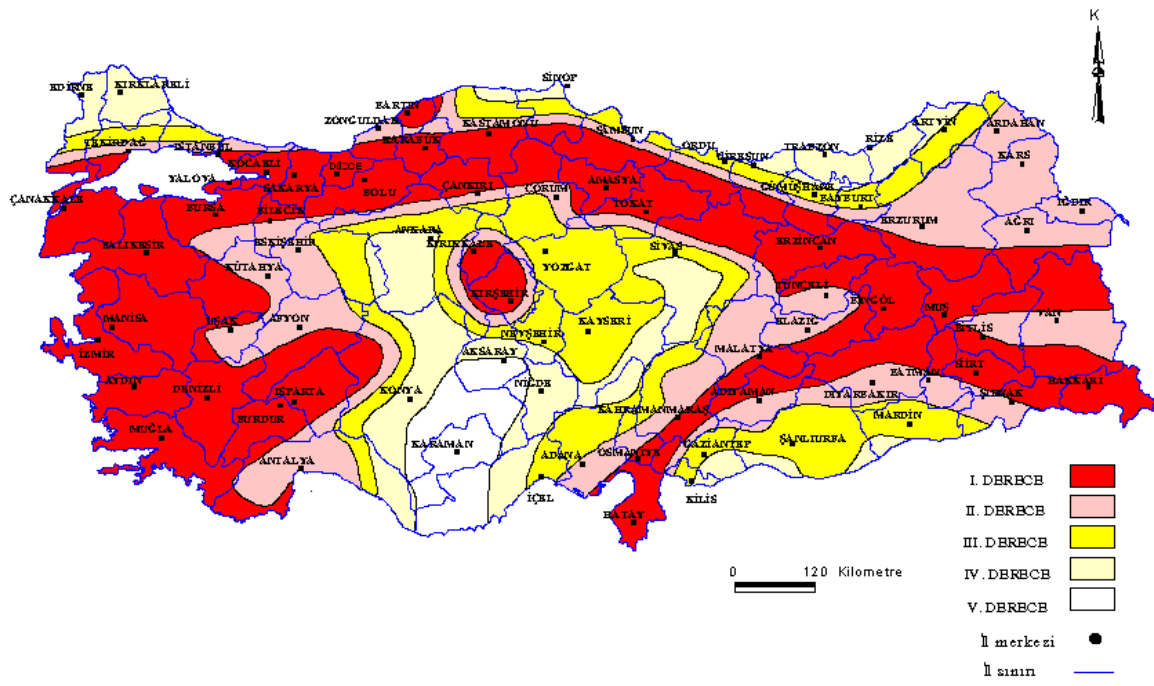 K
SİNOP
EDİRNE
KIRKLARELİ
BARTIN
ZONGULDAK
KASTAMONU
SAMSUN
ARTVİN
ARDAHAN
TEKİRDAĞ
İSTANBUL
KARABÜK
ORDU
RİZE
TRABZON
GİRESUN
KARS
KOCAELİ
DÜZCE
YALOVA
SAKARYA
BOLU
ÇANKIRI
ÇORUM
AMASYA
GÜMÜŞHANE
BAYBURT
IĞDIR
ÇANAKKALE
BURSA
BİLECİK
TOKAT
ERZURUM
AĞRI
BALIKESİR
ESKİŞEHİR
ANKARA
KIRIKKALE
YOZGAT
SİVAS
ERZİNCAN
KÜTAHYA
TUNCELİ
BİNGÖL
KIRŞEHİR
MUŞ
VAN
MANİSA
UŞAK
AFYON
NEVŞEHİR
KAYSERİ
ELAZIĞ
BİTLİS
İZMİR
AKSARAY
MALATYA
SİİRT
AYDIN
DENİZLİ
ISPARTA
KONYA
NİĞDE
BATMAN
HAKKARİ
BURDUR
KAHRAMANMARAŞ
ADIYAMAN
DİYARBAKIR
ŞIRNAK
MUĞLA
KARAMAN
MARDİN
ANTALYA
ADANA
OSMANİYE
GAZİANTEP
ŞANLIURFA
İÇEL
KİLİS
HATAY
I. DERECE
II. DERECE
III. DERECE
IV. DERECE
V. DERECE
0 120 Kilometre
İl merkezi
İl sınırı